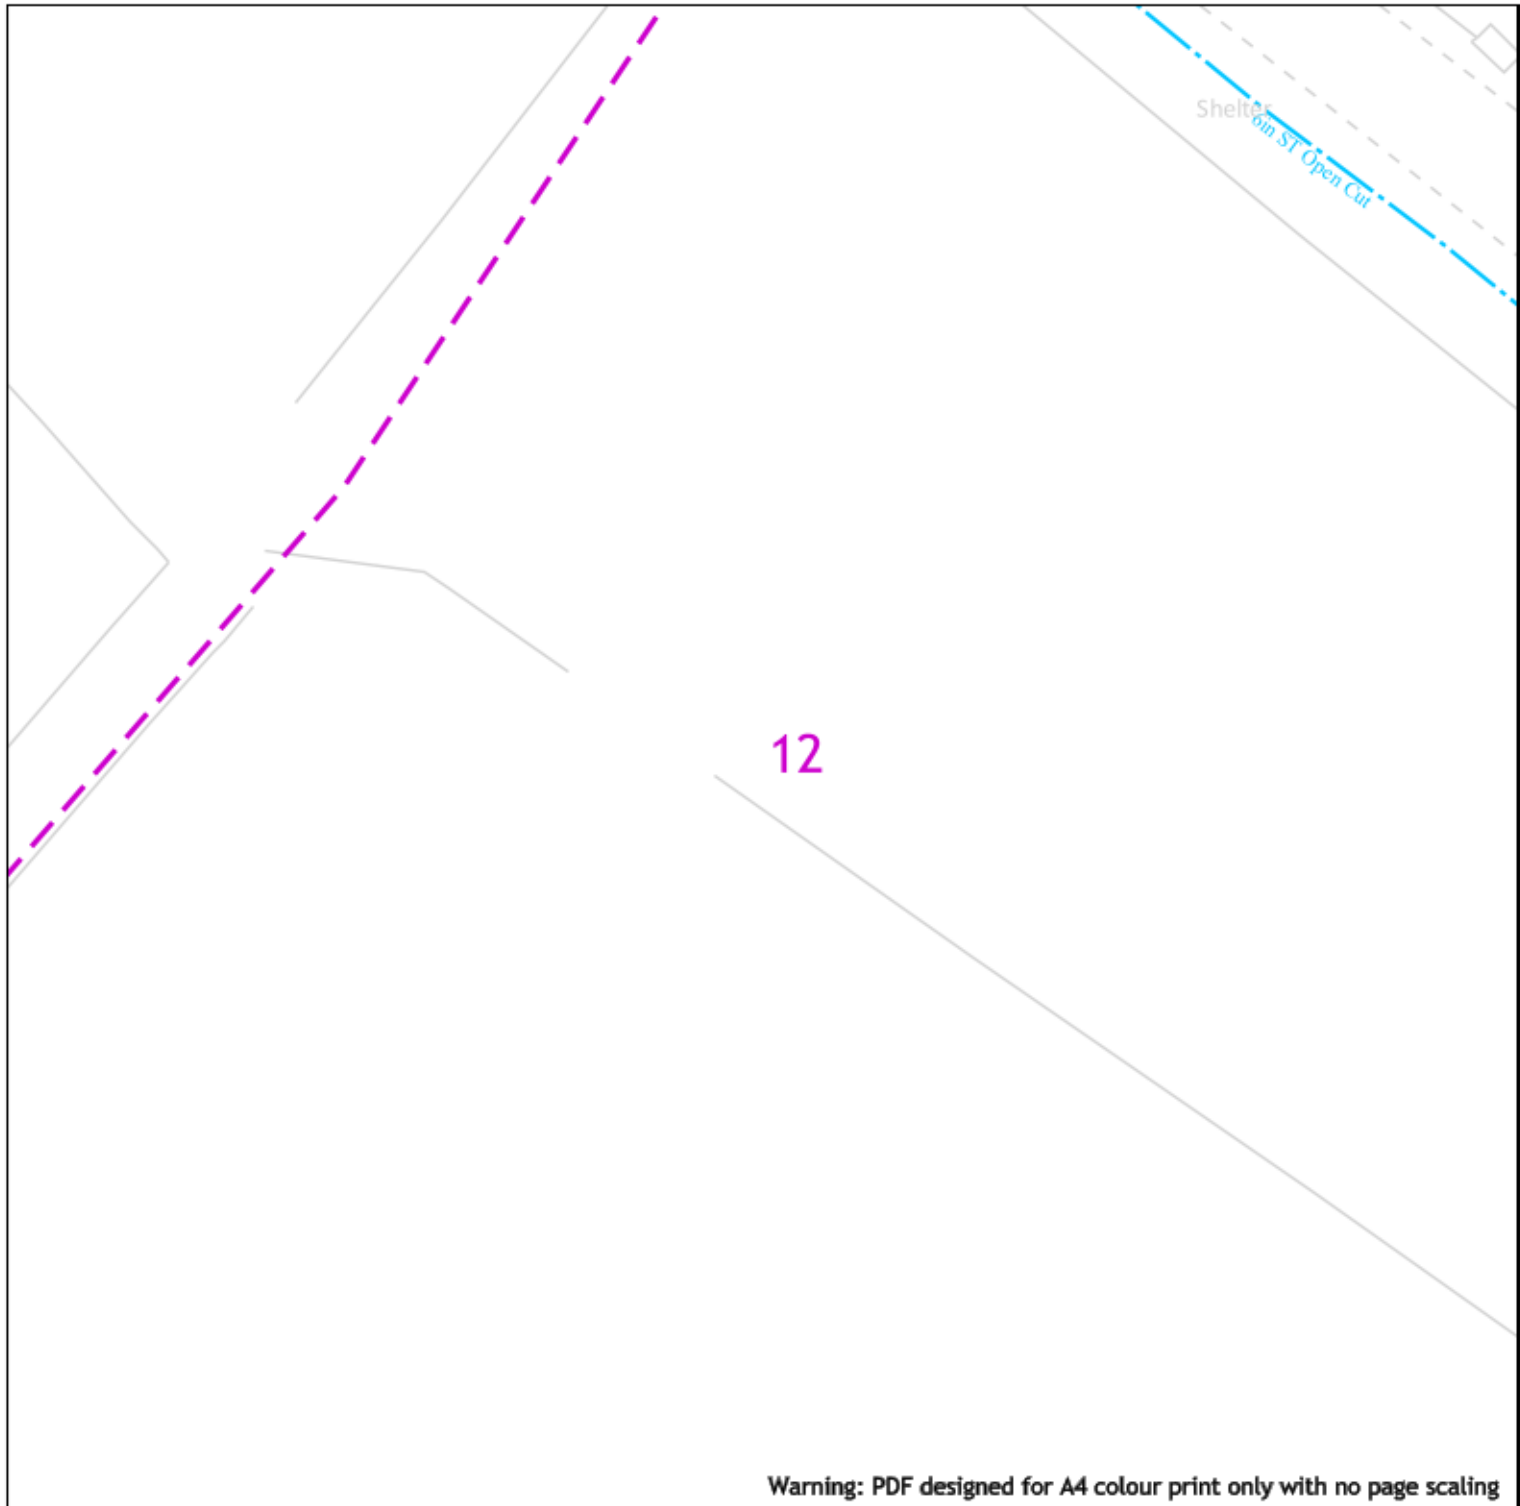 Shelter
6in ST Open Cut
12
Warning: PDF designed for A4 colour print only with no page scaling